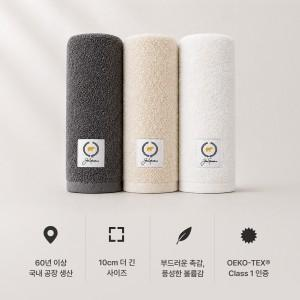 60년 이상
국내 공장 생산
10cm 더 긴
사이즈
부드러운 촉감,
풍성한 볼륨감
OEKO-TEX®
Class 1 인증